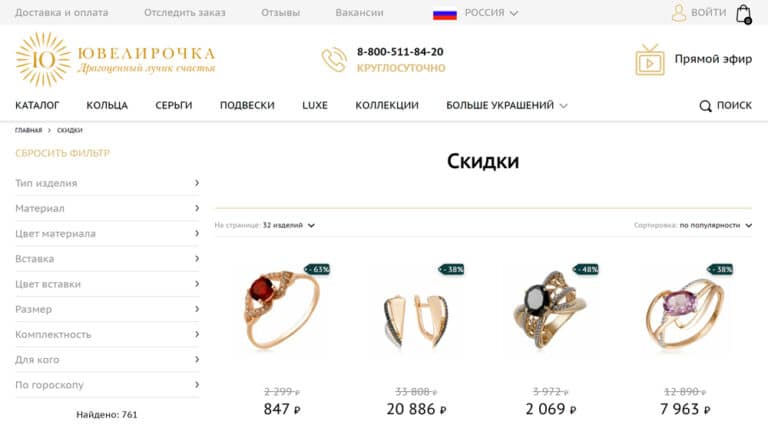 Доставка и оплата Отследить заказ Отзывы Вакансии РОССИЯ ВОЙТИ 0
Ю ЮВЕЛИРОЧКА
Драгоценный лучик счастья
8-800-511-84-20
КРУГЛОСУТОЧНО
Прямой эфир
КАТАЛОГ КОЛЬЦА СЕРЬГИ ПОДВЕСКИ LUXE КОЛЛЕКЦИИ БОЛЬШЕ УКРАШЕНИЙ ПОИСК
ГЛАВНАЯ > СКИДКИ
СБРОСИТЬ ФИЛЬТР
Скидки
Тип изделия
Материал
Цвет материала
Вставка
Цвет вставки
Размер
Комплектность
Для кого
По гороскопу
Найдено: 761
На странице: 32 изделий Сортировка: по популярности
- 63% - 38% - 48% - 38%
2 299 ₽ 33 808 ₽ 3 972 ₽ 12 890 ₽
847 ₽ 20 886 ₽ 2 069 ₽ 7 963 ₽